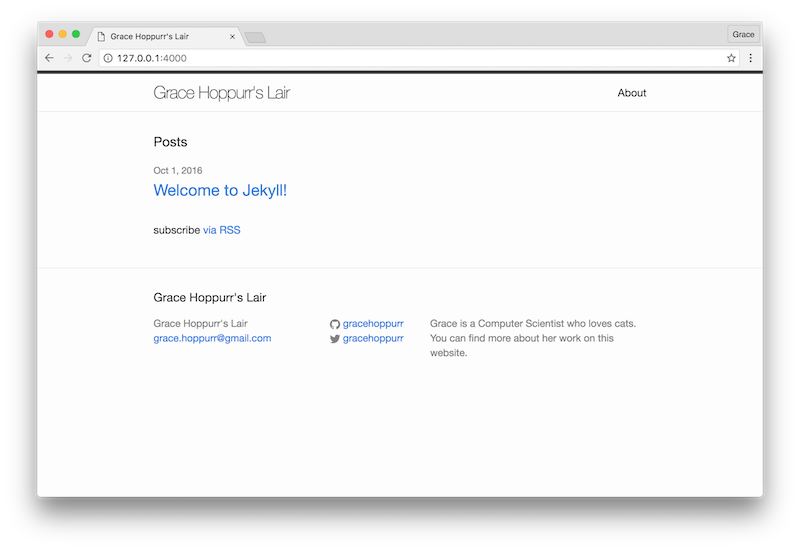 Grace Hoppurr's Lair
Grace
127.0.0.1:4000
Grace Hoppurr's Lair
About
Posts
Oct 1, 2016
Welcome to Jekyll!
subscribe via RSS
Grace Hoppurr's Lair
Grace Hoppurr's Lair
grace.hoppurr@gmail.com
gracehoppurr
gracehoppurr
Grace is a Computer Scientist who loves cats.
You can find more about her work on this
website.